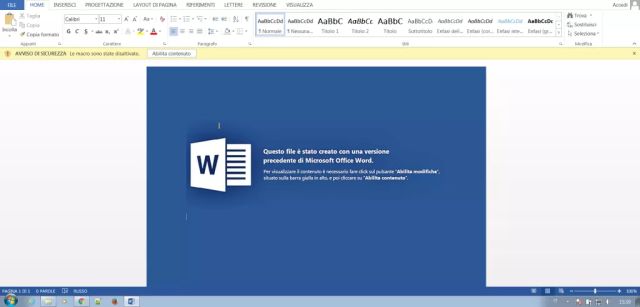 FILE HOME INSERISCI PROGETTAZIONE LAYOUT DI PAGINA RIFERIMENTI LETTERE REVISIONE VISUALIZZA Accedi
Calibri 11
Incolla
Taglia
Copia
Copia formato
AaBbCcDd AaBbCcDd AaBbC AaBbCc AaBbC AaBbCcD AaBbCcDd AaBbCcDd AaBbCcDd AaBbCcDc
¶ Normale ¶ Nessuna... Titolo 1 Titolo 2 Titolo Sottotitolo Enfasi deli... Enfasi (cor... Enfasi inte... Enfasi (gr...
Trova
Sostituisci
Seleziona
Appunti Carattere Paragrafo Stili Modifica
AVVISO DI SICUREZZA Le macro sono state disattivate. Abilita contenuto
Questo file è stato creato con una versione
precedente di Microsoft Office Word.
Per visualizzare il contenuto è necessario fare click sul pulsante "Abilita modifiche",
situato sulla barra gialla in alto, e poi cliccare su "Abilita contenuto".
W
PAGINA 1 DI 1 0 PAROLE RUSSO 100%
IT 15:59